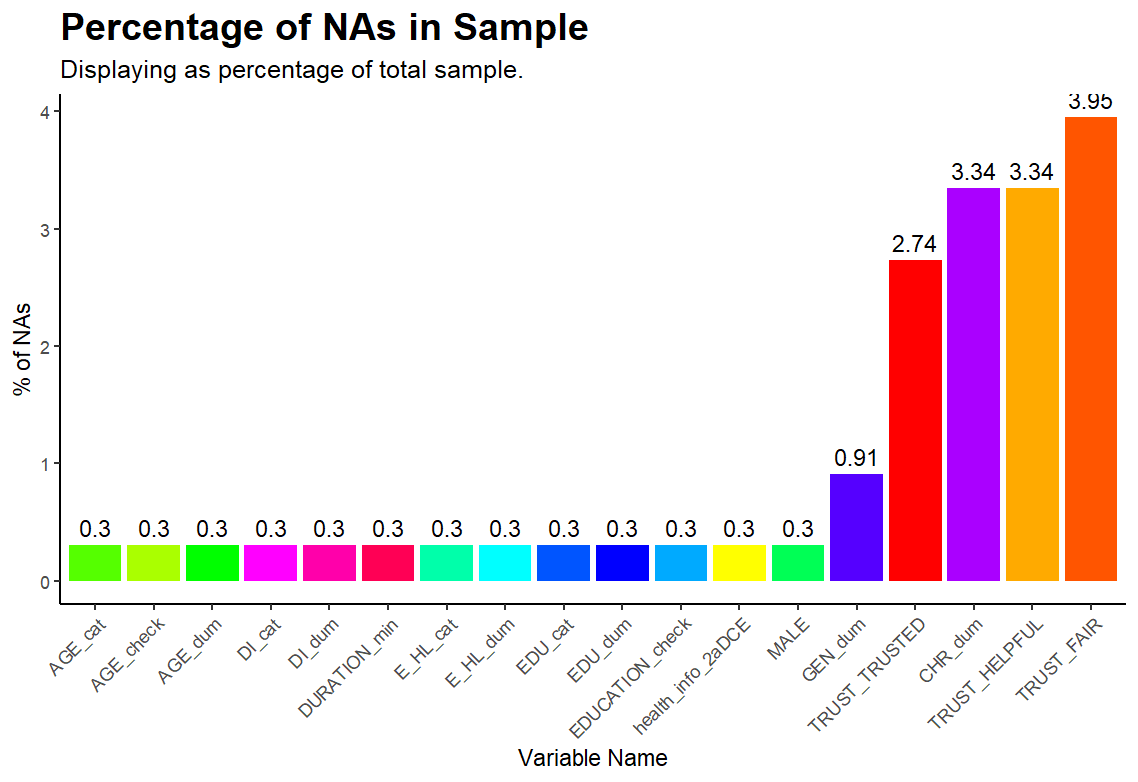 Percentage of NAs in Sample
Displaying as percentage of total sample.
% of NAs
4
3
2
1
0
0.3 0.3 0.3 0.3 0.3 0.3 0.3 0.3 0.3 0.3 0.3 0.3 0.3 0.91 2.74 3.34 3.34 3.95
AGE_cat
AGE_check
AGE_dum
DI_cat
DI_dum
DURATION_min
E_HL_cat
E_HL_dum
EDU_cat
EDU_dum
EDUCATION_check
health_info_2aDCE
MALE
GEN_dum
TRUST_TRUSTED
CHR_dum
TRUST_HELPFUL
TRUST_FAIR
Variable Name